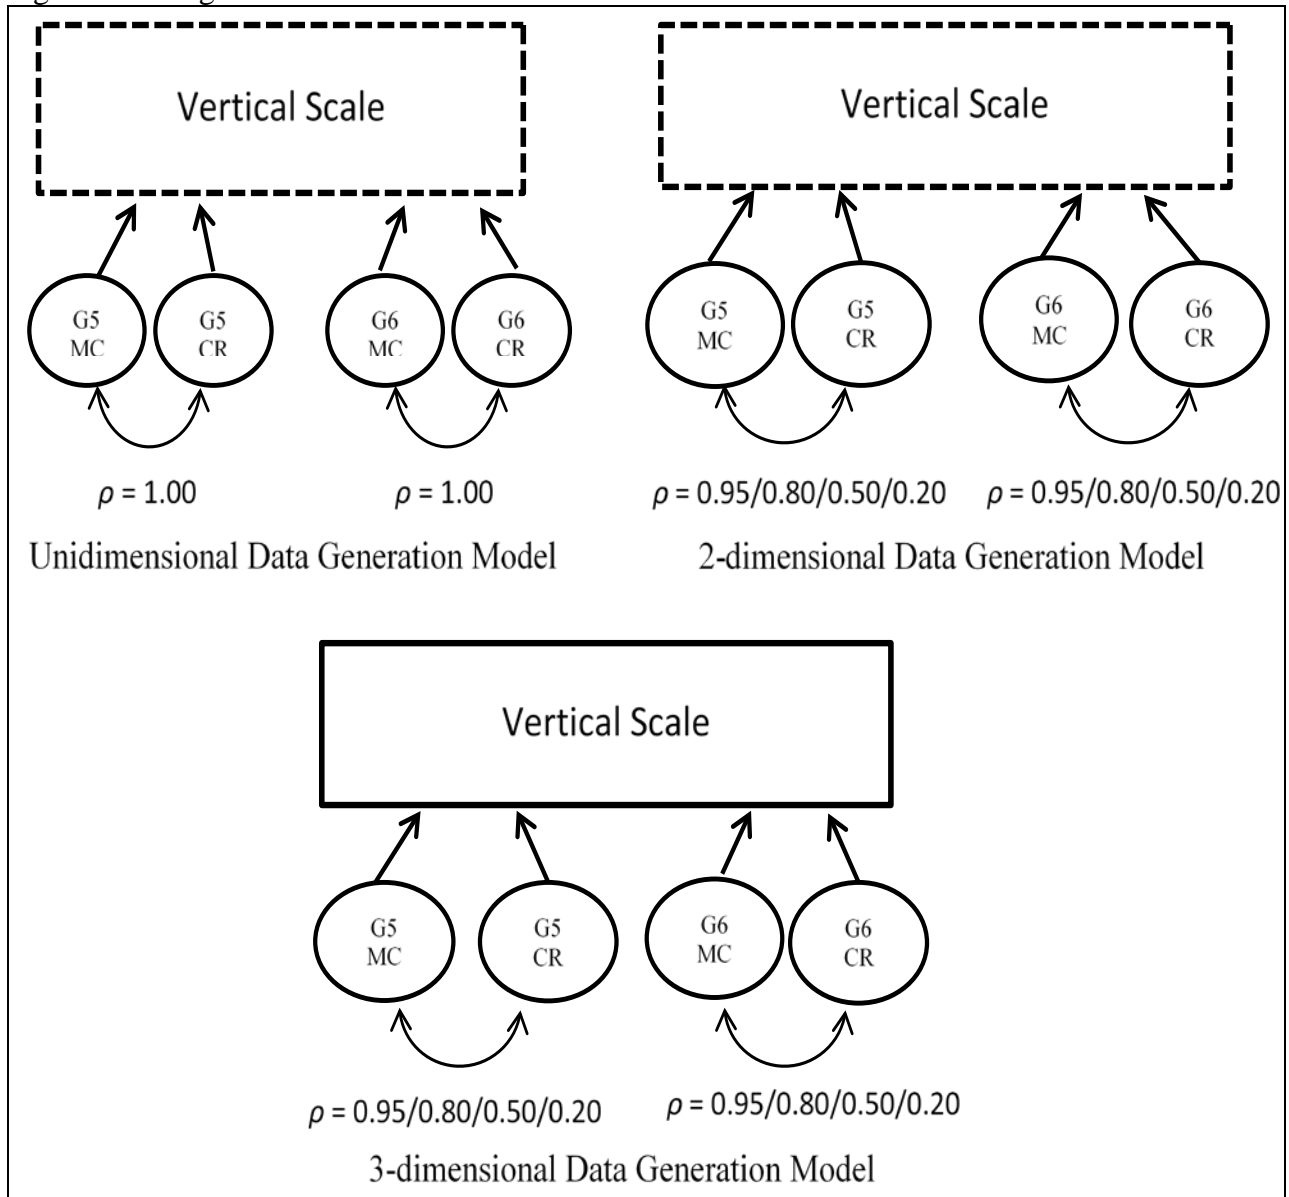 Vertical Scale
Vertical Scale
G5
MC
G5
CR
G6
MC
G6
CR
G5
MC
G5
CR
G6
MC
G6
CR
ρ = 1.00
ρ = 1.00
ρ = 0.95/0.80/0.50/0.20
ρ = 0.95/0.80/0.50/0.20
Unidimensional Data Generation Model
2-dimensional Data Generation Model
Vertical Scale
G5
MC
G5
CR
G6
MC
G6
CR
ρ = 0.95/0.80/0.50/0.20
ρ = 0.95/0.80/0.50/0.20
3-dimensional Data Generation Model